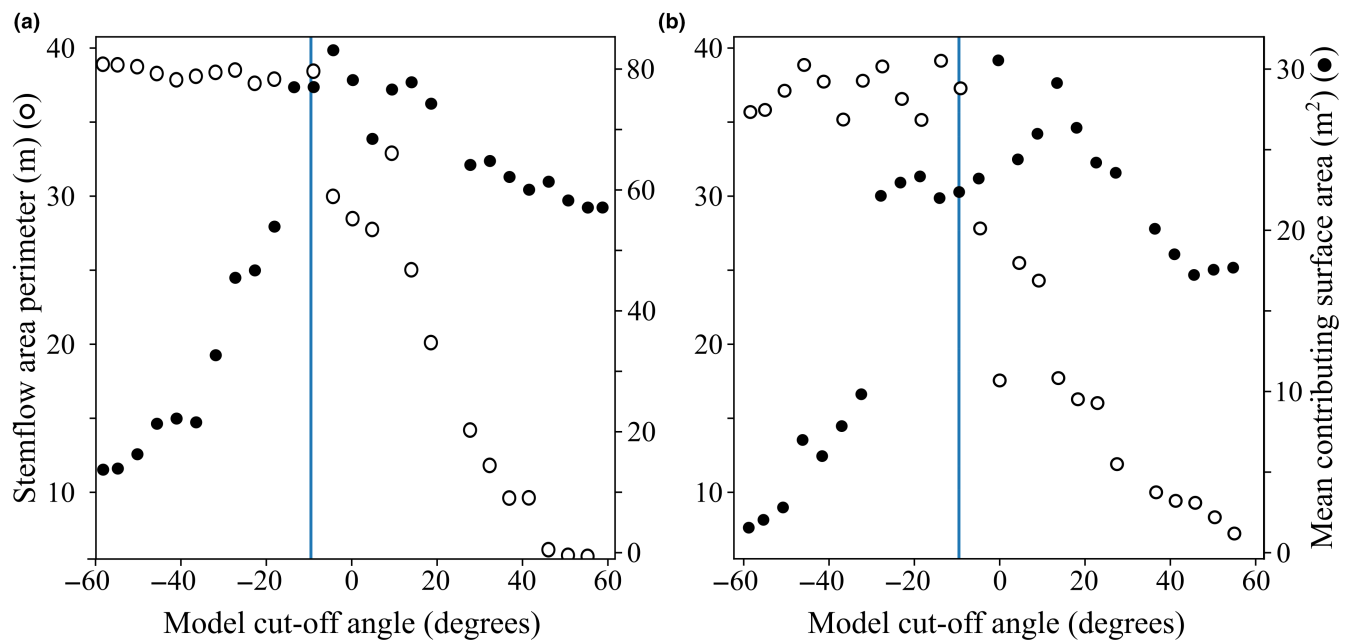 (a)
(b)
Stemflow area perimeter (m) (○)
40
30
20
10
80
60
40
20
0
−60 −40 −20 0 20 40 60
Model cut-off angle (degrees)
40
30
20
10
30
20
10
0
Mean contributing surface area (m²) (●)
−60 −40 −20 0 20 40 60
Model cut-off angle (degrees)